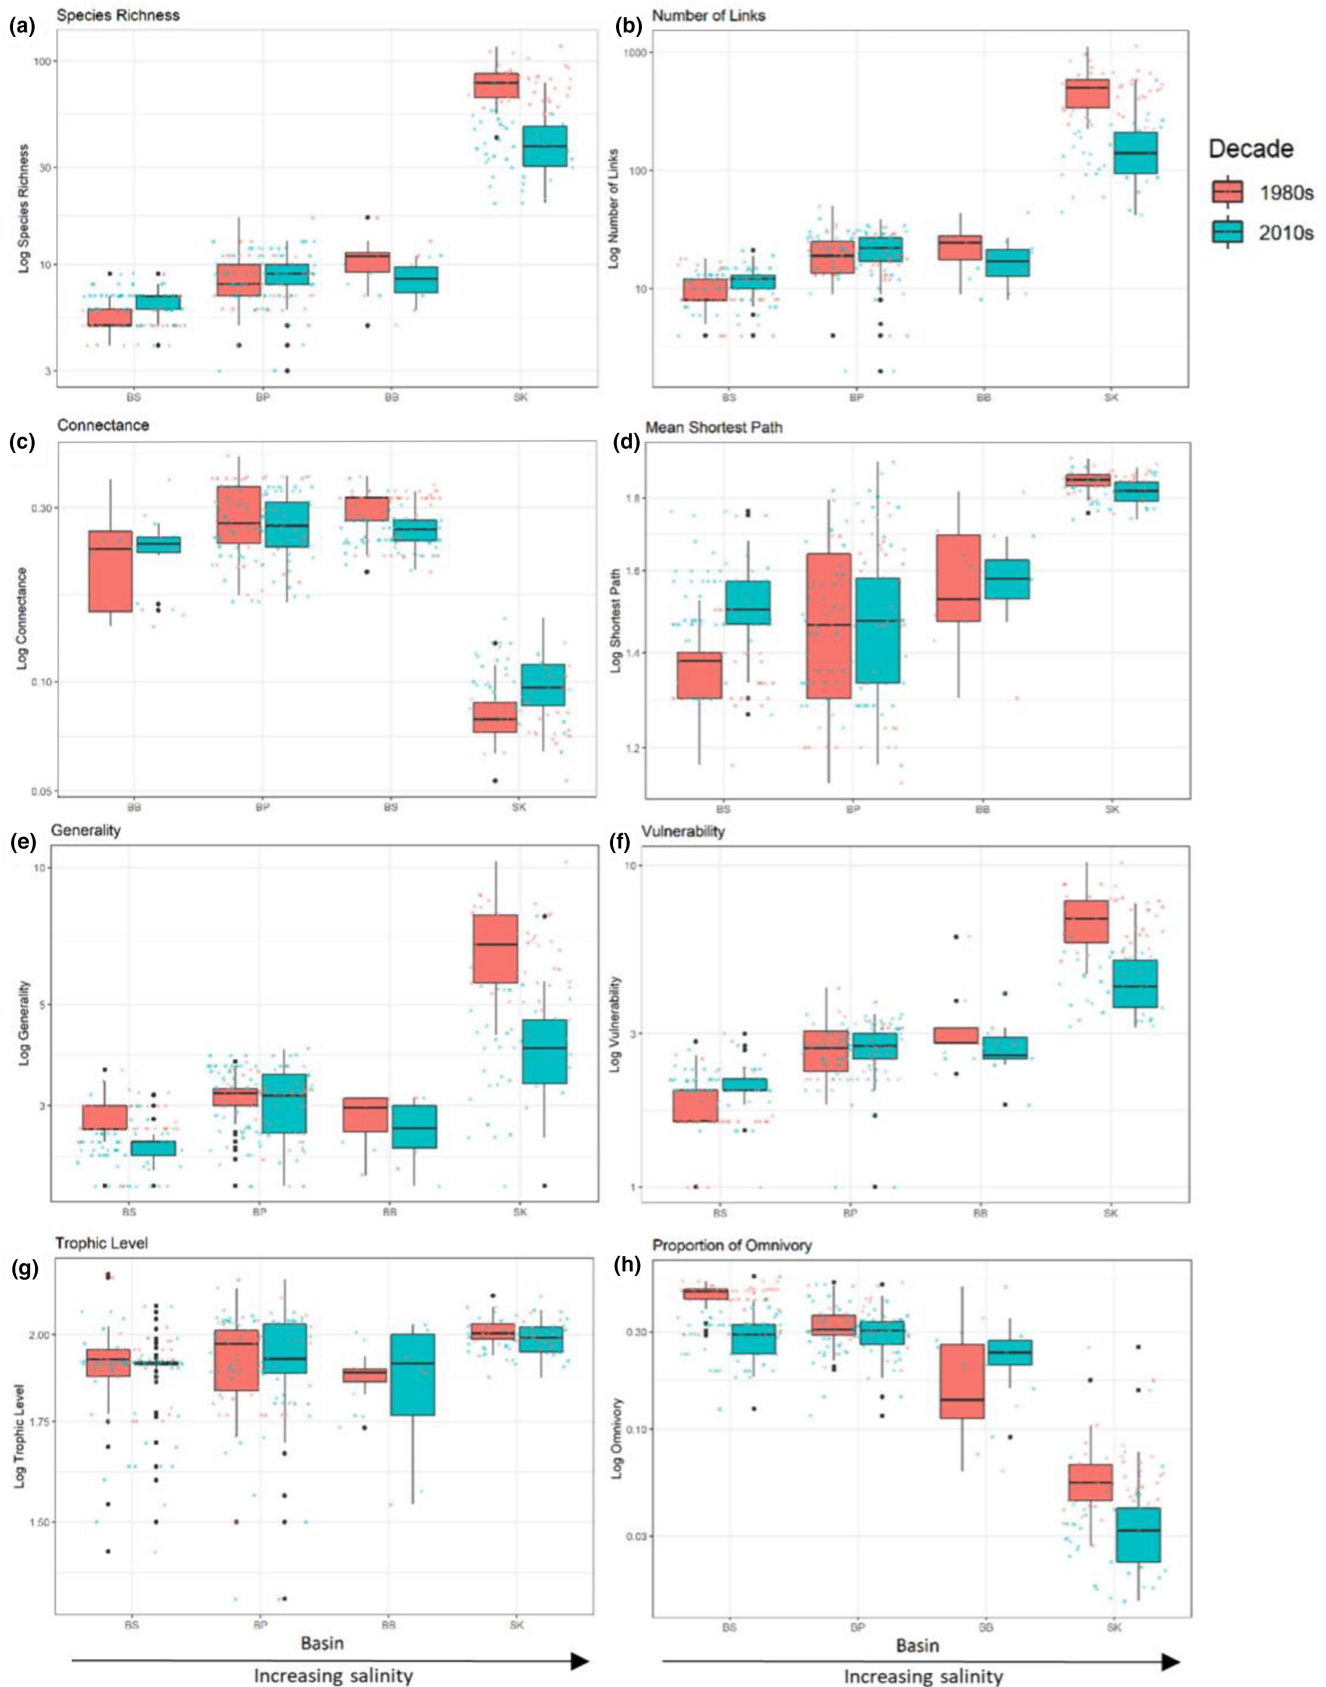 (a)
Species Richness
Log Species Richness
100
30
10
3
BS BP BB SK
(b)
Number of Links
Log Number of Links
1000
100
10
BS BP BB SK
Decade
1980s
2010s
(c)
Connectance
Log Connectance
0.30
0.10
0.05
BB BP BS SK
(d)
Mean Shortest Path
Log Shortest Path
1.8
1.6
1.4
1.2
BS BP BB SK
(e)
Generality
Log Generality
10
5
3
BS BP BB SK
(f)
Vulnerability
Log Vulnerability
10
3
1
BS BP BB SK
(g)
Trophic Level
Log Trophic Level
2.00
1.75
1.50
BS BP BB SK
Basin
Increasing salinity
(h)
Proportion of Omnivory
Log Omnivory
0.30
0.10
0.03
BS BP BB SK
Basin
Increasing salinity